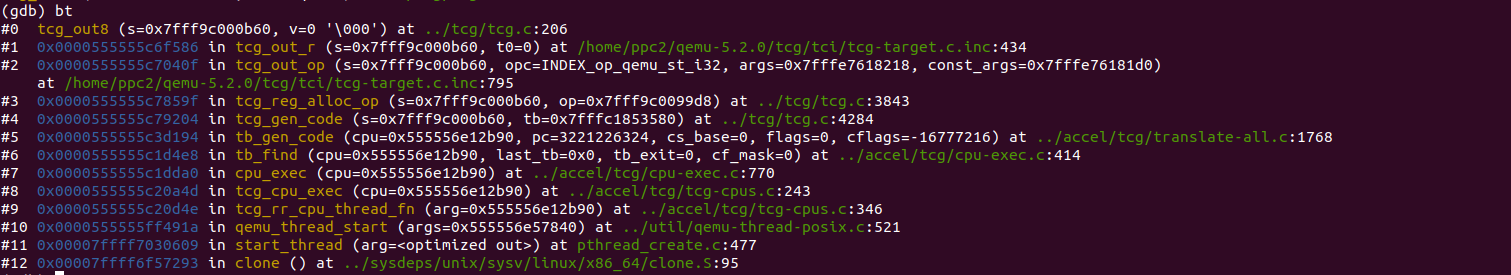 (gdb) bt
#0  tcg_out8 (s=0x7fff9c000b60, v=0 '\000') at ../tcg/tcg.c:206
#1  0x0000555555c6f586 in tcg_out_r (s=0x7fff9c000b60, t0=0) at /home/ppc2/qemu-5.2.0/tcg/tci/tcg-target.c.inc:434
#2  0x0000555555c7040f in tcg_out_op (s=0x7fff9c000b60, opc=INDEX_op_qemu_st_i32, args=0x7fffe7618218, const_args=0x7fffe76181d0)
    at /home/ppc2/qemu-5.2.0/tcg/tci/tcg-target.c.inc:795
#3  0x0000555555c7859f in tcg_reg_alloc_op (s=0x7fff9c000b60, op=0x7fff9c0099d8) at ../tcg/tcg.c:3843
#4  0x0000555555c79204 in tcg_gen_code (s=0x7fff9c000b60, tb=0x7fffc1853580) at ../tcg/tcg.c:4284
#5  0x0000555555c3d194 in tb_gen_code (cpu=0x555556e12b90, pc=3221226324, cs_base=0, flags=0, cflags=-16777216) at ../accel/tcg/translate-all.c:1768
#6  0x0000555555c1d4e8 in tb_find (cpu=0x555556e12b90, last_tb=0x0, tb_exit=0, cf_mask=0) at ../accel/tcg/cpu-exec.c:414
#7  0x0000555555c1dda0 in cpu_exec (cpu=0x555556e12b90) at ../accel/tcg/cpu-exec.c:770
#8  0x0000555555c20a4d in tcg_cpu_exec (cpu=0x555556e12b90) at ../accel/tcg/tcg-cpus.c:243
#9  0x0000555555c20d4e in tcg_rr_cpu_thread_fn (arg=0x555556e12b90) at ../accel/tcg/tcg-cpus.c:346
#10 0x0000555555ff491a in qemu_thread_start (args=0x555556e57840) at ../util/qemu-thread-posix.c:521
#11 0x00007ffff7030609 in start_thread (arg=<optimized out>) at pthread_create.c:477
#12 0x00007ffff6f57293 in clone () at ../sysdeps/unix/sysv/linux/x86_64/clone.S:95